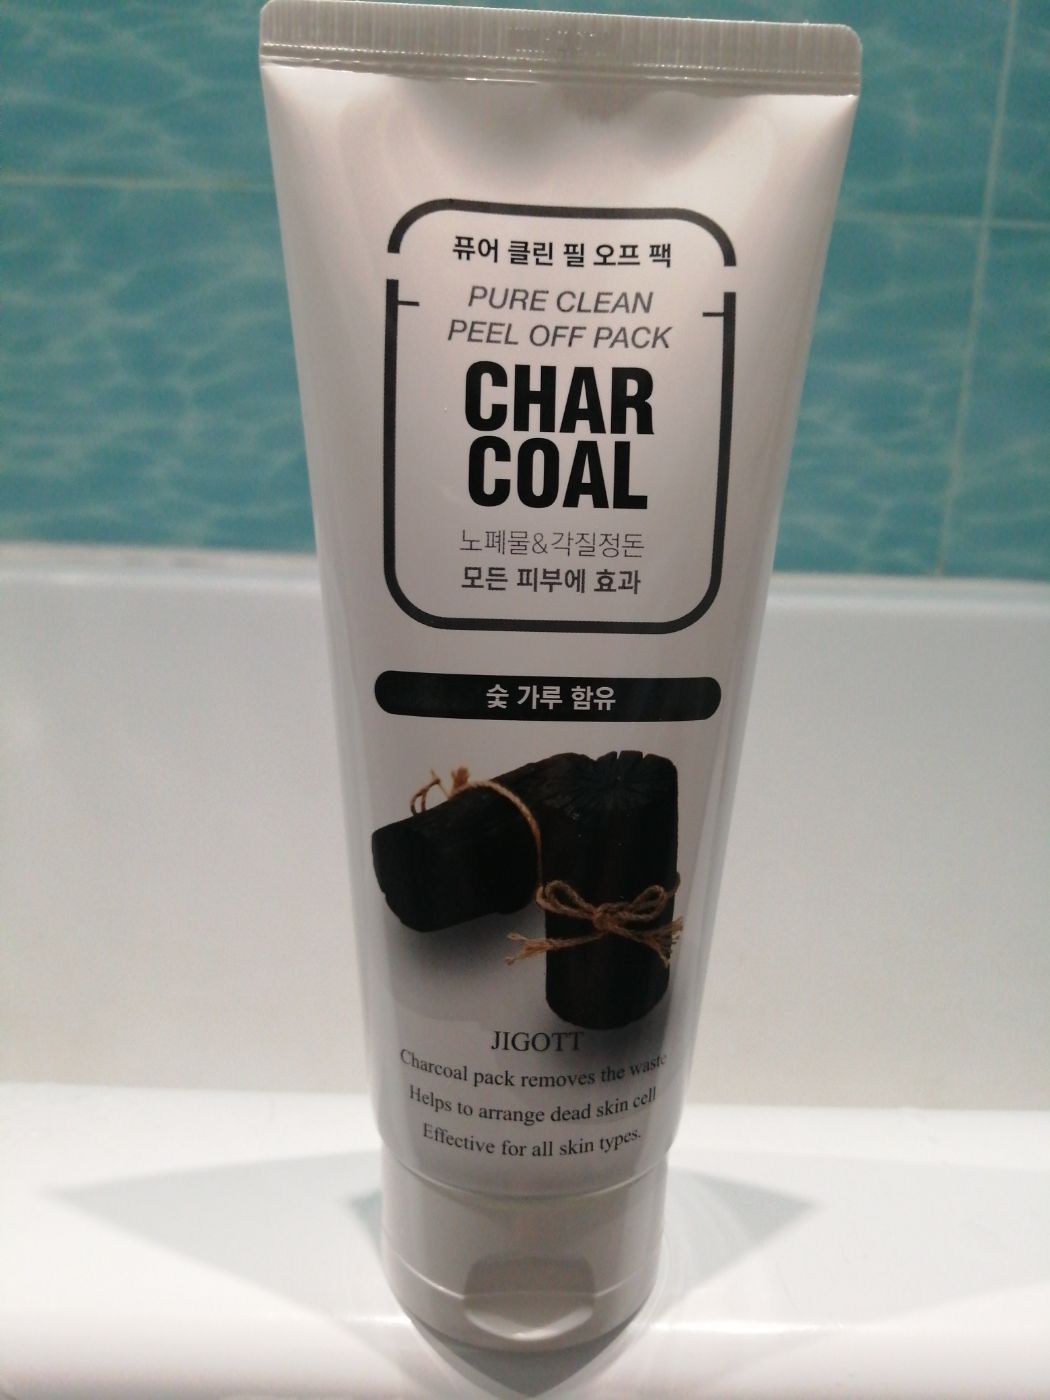 퓨어 클린 필 오프 팩
PURE CLEAN
PEEL OFF PACK
CHAR
COAL
노폐물&각질정돈
모든 피부에 효과
숯 가루 함유
JIGOTT
Charcoal pack removes the waste
Helps to arrange dead skin cell
Effective for all skin types.